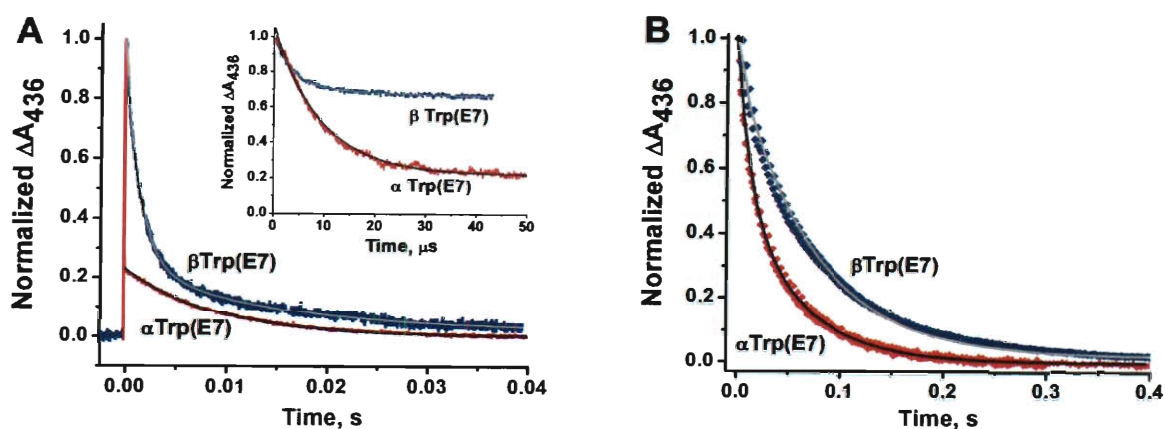 A
Normalized ΔA436
1.0
0.8
0.6
0.4
0.2
0.0
0.00 0.01 0.02 0.03 0.04
Time, s
βTrp(E7)
αTrp(E7)
Normalized ΔA436
1.0
0.8
0.6
0.4
0.2
0.0
0 10 20 30 40 50
Time, μs
β Trp(E7)
α Trp(E7)
B
Normalized ΔA436
1.0
0.8
0.6
0.4
0.2
0.0
0.0 0.1 0.2 0.3 0.4
Time, s
βTrp(E7)
αTrp(E7)